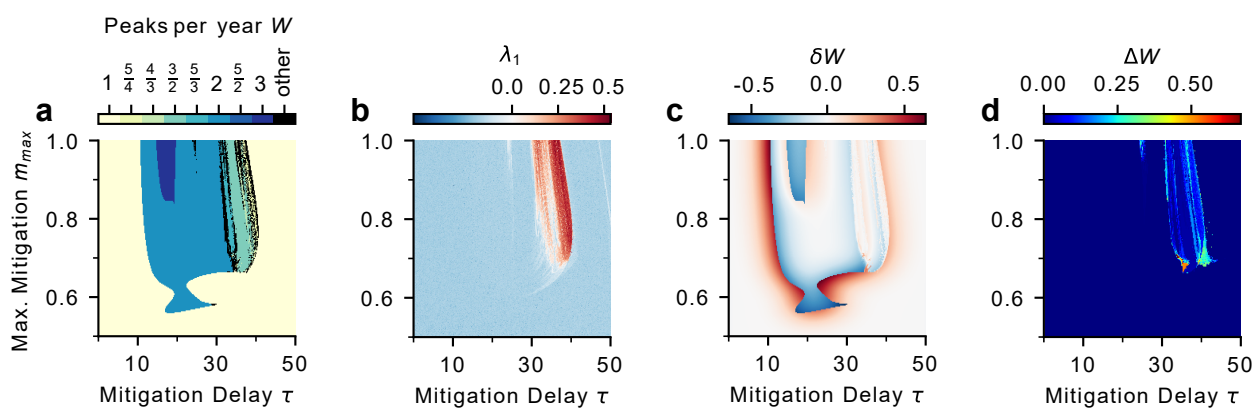 Peaks per year W
1 5/4 4/3 3/2 5/3 2 5/2 3 other
a
1.0
0.8
0.6
10 30 50
Max. Mitigation m_max
Mitigation Delay τ
b
λ₁
0.0 0.25 0.5
1.0
0.8
0.6
10 30 50
Mitigation Delay τ
c
δW
-0.5 0.0 0.5
1.0
0.8
0.6
10 30 50
Mitigation Delay τ
d
ΔW
0.00 0.25 0.50
1.0
0.8
0.6
10 30 50
Mitigation Delay τ